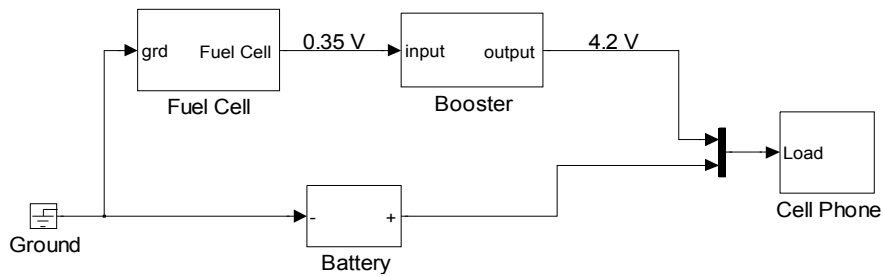 grd
Fuel Cell
0.35 V
input
output
4.2 V
Fuel Cell
Booster
Load
Cell Phone
Ground
-
+
Battery